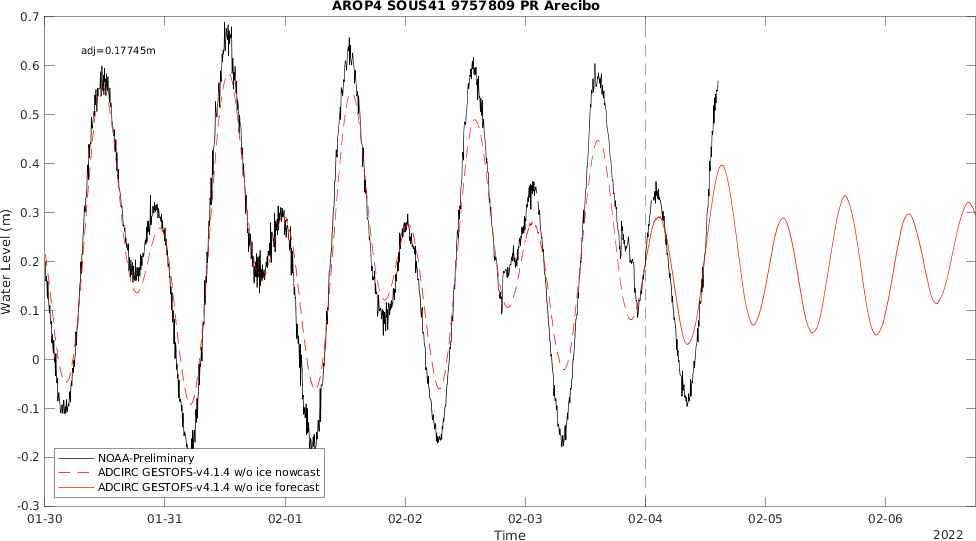 AROP4 SOUS41 9757809 PR Arecibo
0.7
adj=0.17745m
0.6
0.5
0.4
0.3
0.2
0.1
0
-0.1
-0.2
-0.3
Water Level (m)
NOAA-Preliminary
ADCIRC GESTOFS-v4.1.4 w/o ice nowcast
ADCIRC GESTOFS-v4.1.4 w/o ice forecast
01-30 01-31 02-01 02-02 02-03 02-04 02-05 02-06
Time
2022